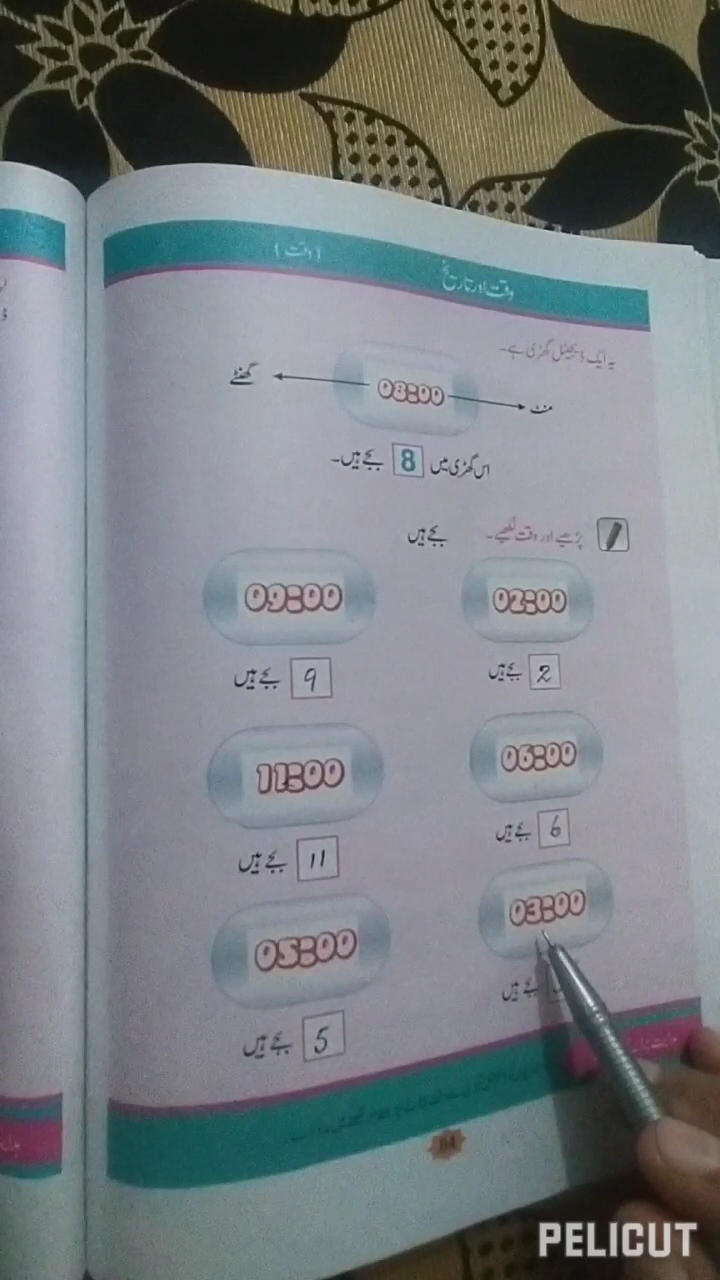 وقت اور تاریخ (وقت)
یہ ایک ڈیجیٹل گھڑی ہے۔
گھنٹے 08:00 منٹ
اس گھڑی میں 8 بجے ہیں۔
پڑھیے اور وقت لکھیے۔ بجے ہیں
02:00 09:00
2 بجے ہیں 9 بجے ہیں
06:00 11:00
6 بجے ہیں 11 بجے ہیں
03:00 05:00
بجے ہیں 5 بجے ہیں
84
PELICUT